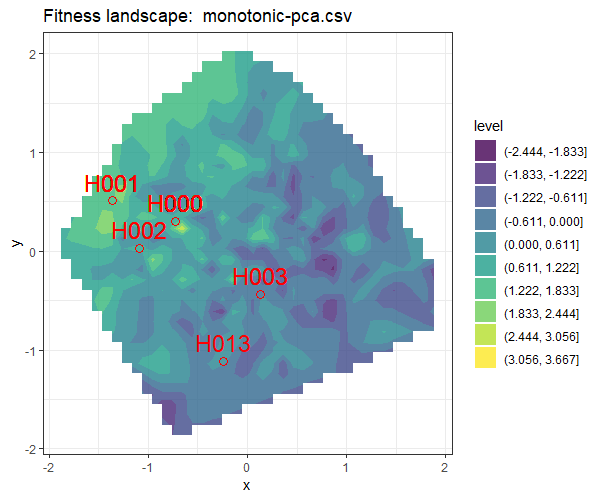 Fitness landscape:  monotonic-pca.csv
2
1
0
-1
-2
y
H001
H000
H002
H003
H013
-2
-1
0
1
2
x
level
(-2.444, -1.833]
(-1.833, -1.222]
(-1.222, -0.611]
(-0.611, 0.000]
(0.000, 0.611]
(0.611, 1.222]
(1.222, 1.833]
(1.833, 2.444]
(2.444, 3.056]
(3.056, 3.667]